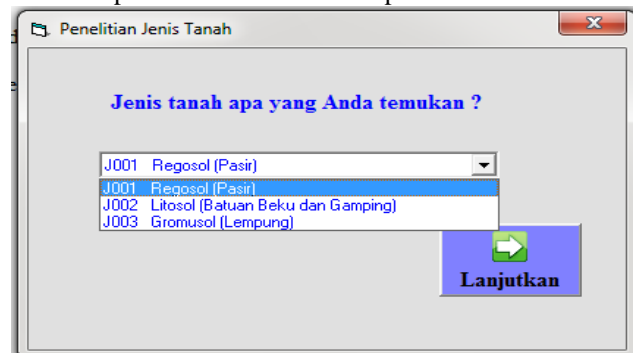 Penelitian Jenis Tanah
Jenis tanah apa yang Anda temukan ?
J001 Regosol (Pasir)
J001 Regosol (Pasir)
J002 Litosol (Batuan Beku dan Gamping)
J003 Gromusol (Lempung)
Lanjutkan